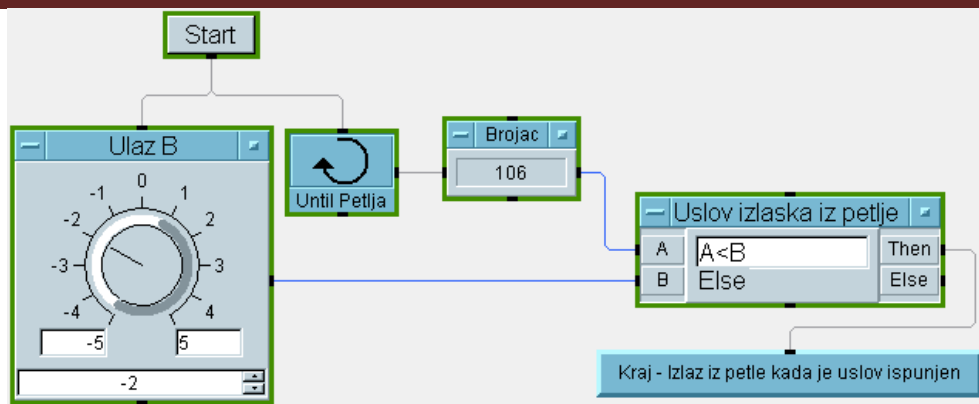 Start
Ulaz B
0
-1
1
-2
2
-3
3
-4
4
-5
5
-2
Until Petlja
Brojac
106
Uslov izlaska iz petlje
A
A<B
Then
B
Else
Else
Kraj - Izlaz iz petle kada je uslov ispunjen